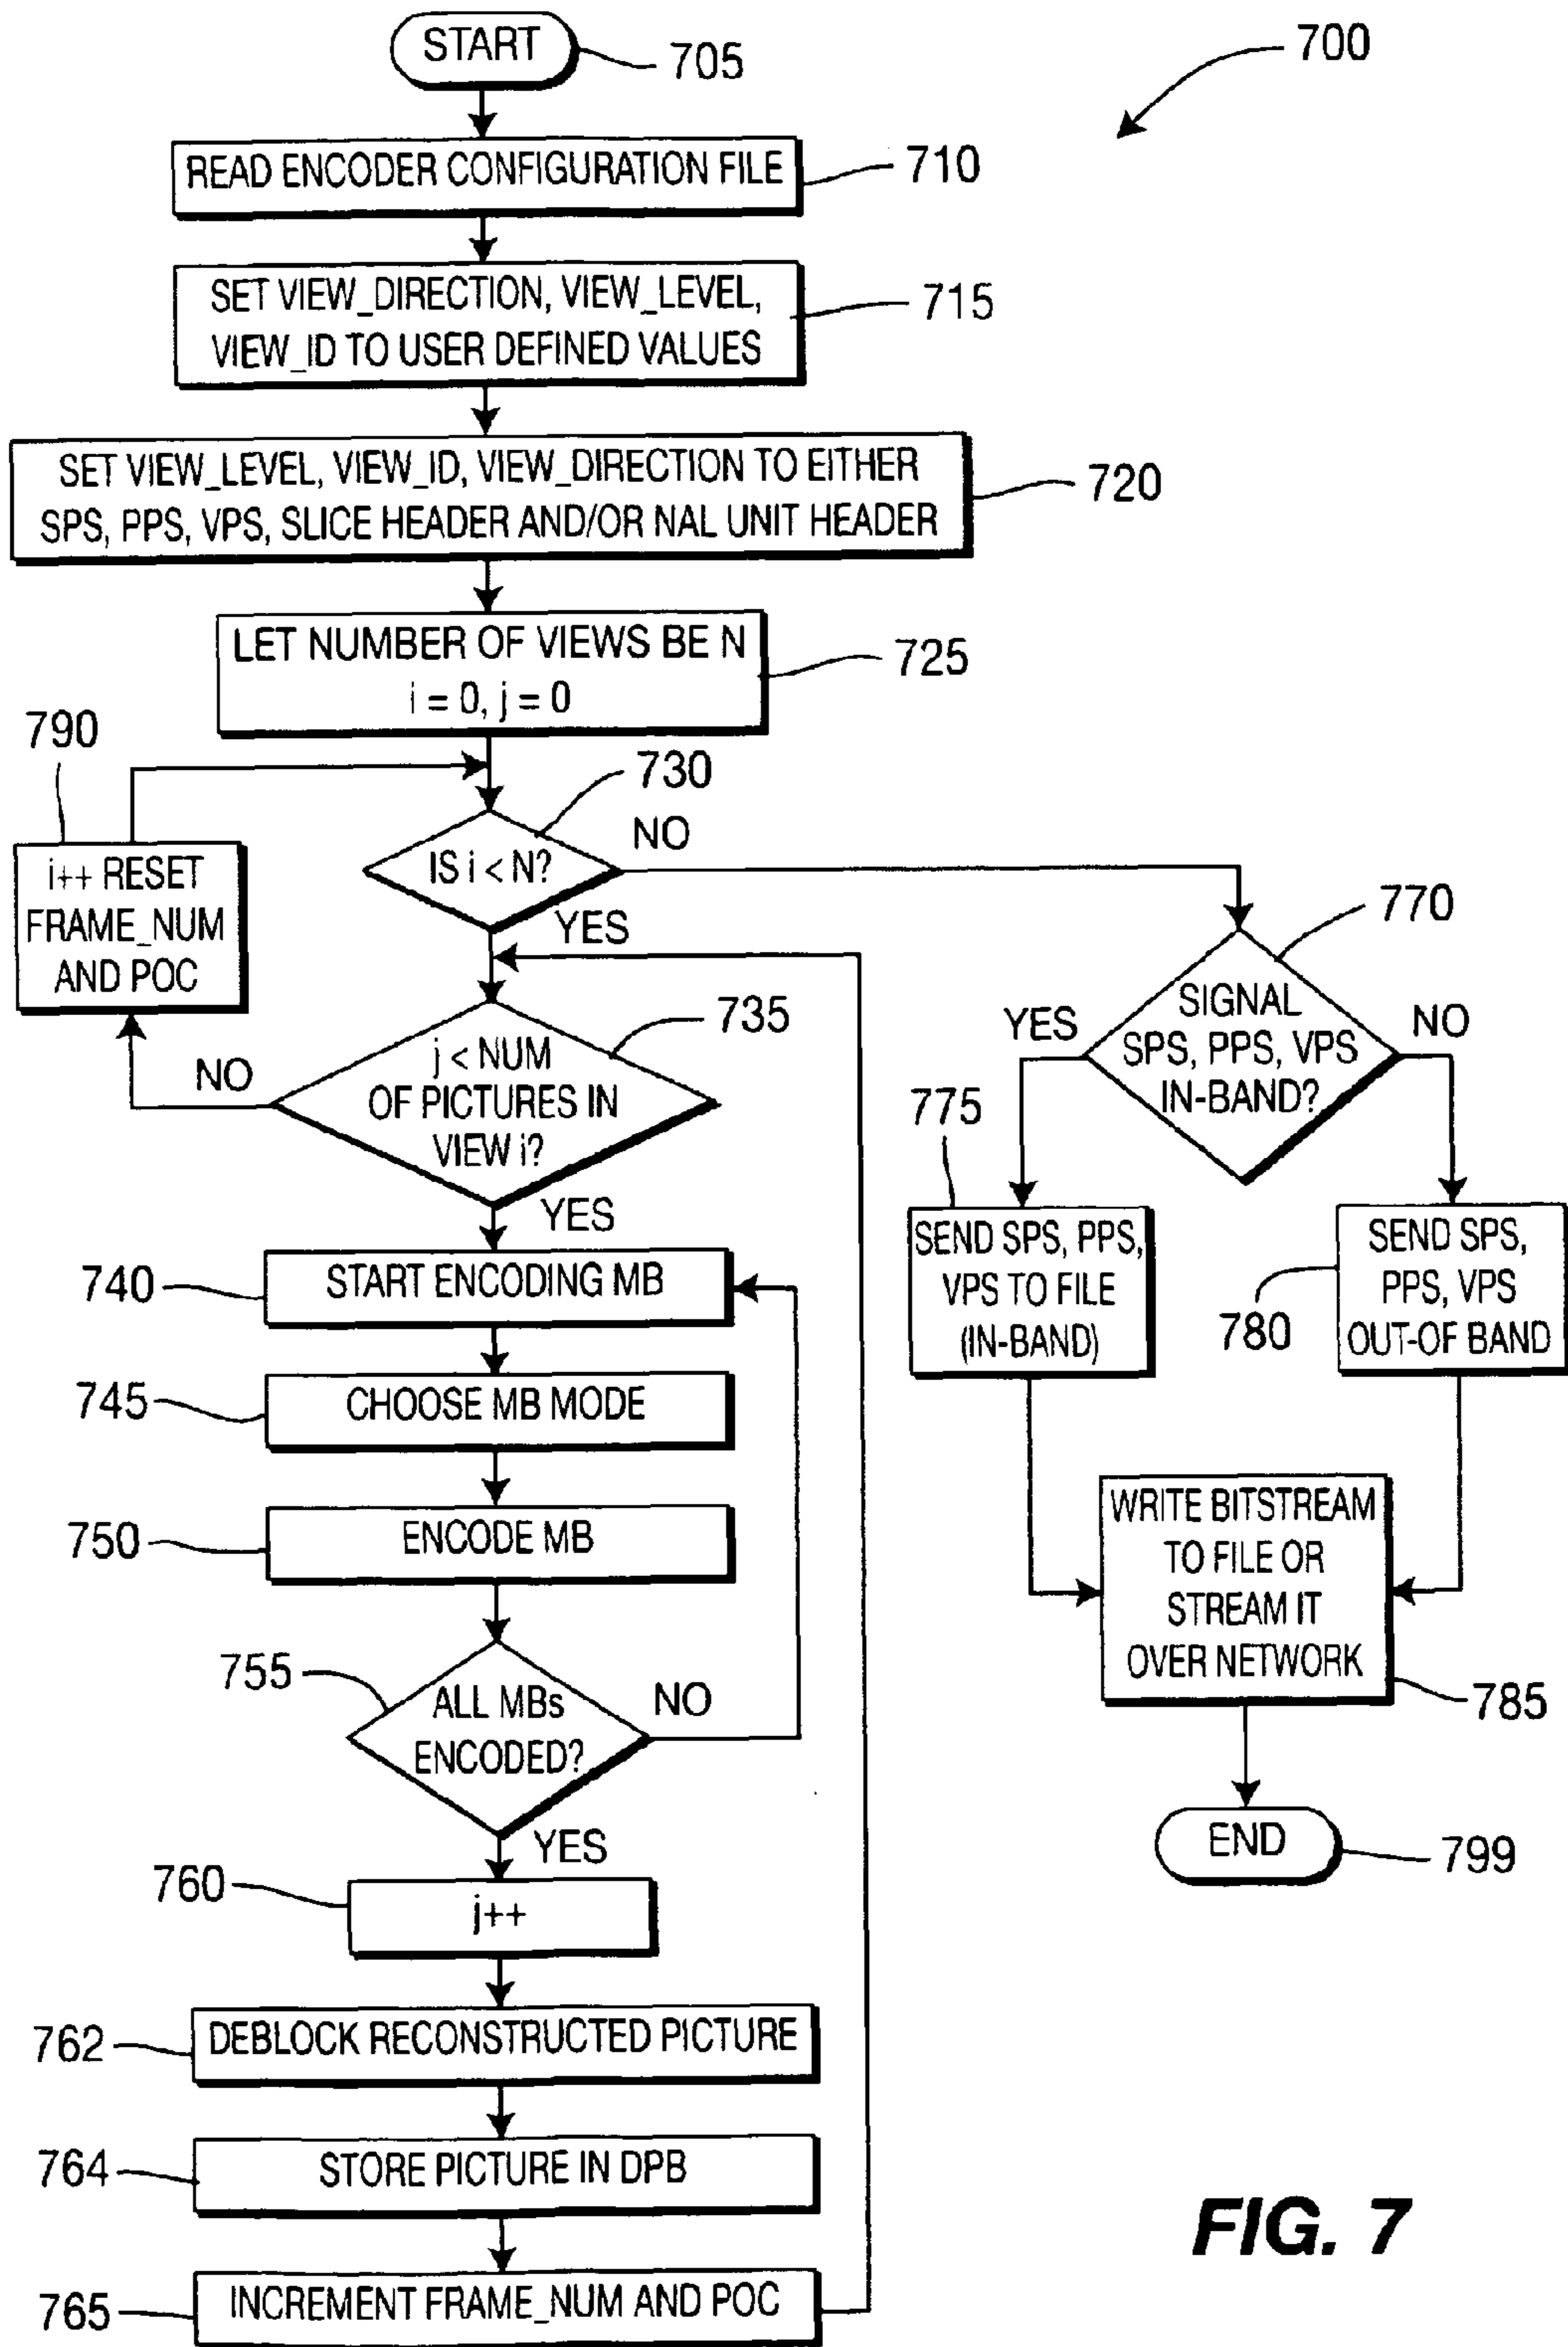 START
705
700
READ ENCODER CONFIGURATION FILE
710
SET VIEW_DIRECTION, VIEW_LEVEL,
VIEW_ID TO USER DEFINED VALUES
715
SET VIEW_LEVEL, VIEW_ID, VIEW_DIRECTION TO EITHER
SPS, PPS, VPS, SLICE HEADER AND/OR NAL UNIT HEADER
720
LET NUMBER OF VIEWS BE N
i = 0, j = 0
725
790
i++ RESET
FRAME_NUM
AND POC
730
IS i < N?
NO
YES
735
j < NUM
OF PICTURES IN
VIEW i?
NO
YES
740
START ENCODING MB
745
CHOOSE MB MODE
750
ENCODE MB
755
ALL MBs
ENCODED?
NO
YES
760
j++
762
DEBLOCK RECONSTRUCTED PICTURE
764
STORE PICTURE IN DPB
765
INCREMENT FRAME_NUM AND POC
770
SIGNAL
SPS, PPS, VPS
IN-BAND?
YES
NO
775
SEND SPS, PPS,
VPS TO FILE
(IN-BAND)
780
SEND SPS,
PPS, VPS
OUT-OF BAND
WRITE BITSTREAM
TO FILE OR
STREAM IT
OVER NETWORK
785
END
799
FIG. 7